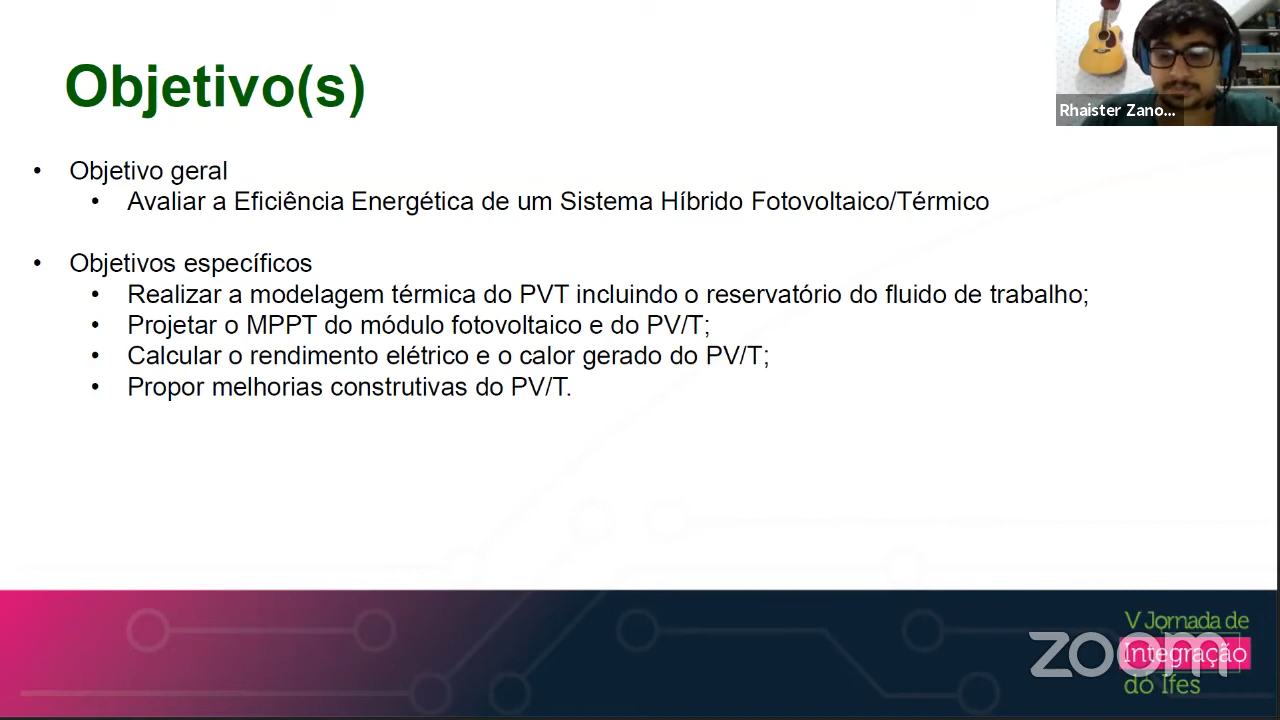 Objetivo(s)
Rhaister Zano...
• Objetivo geral
• Avaliar a Eficiência Energética de um Sistema Híbrido Fotovoltaico/Térmico
• Objetivos específicos
• Realizar a modelagem térmica do PVT incluindo o reservatório do fluido de trabalho;
• Projetar o MPPT do módulo fotovoltaico e do PV/T;
• Calcular o rendimento elétrico e o calor gerado do PV/T;
• Propor melhorias construtivas do PV/T.
V Jornada de
Integração
do Ifes
zoom